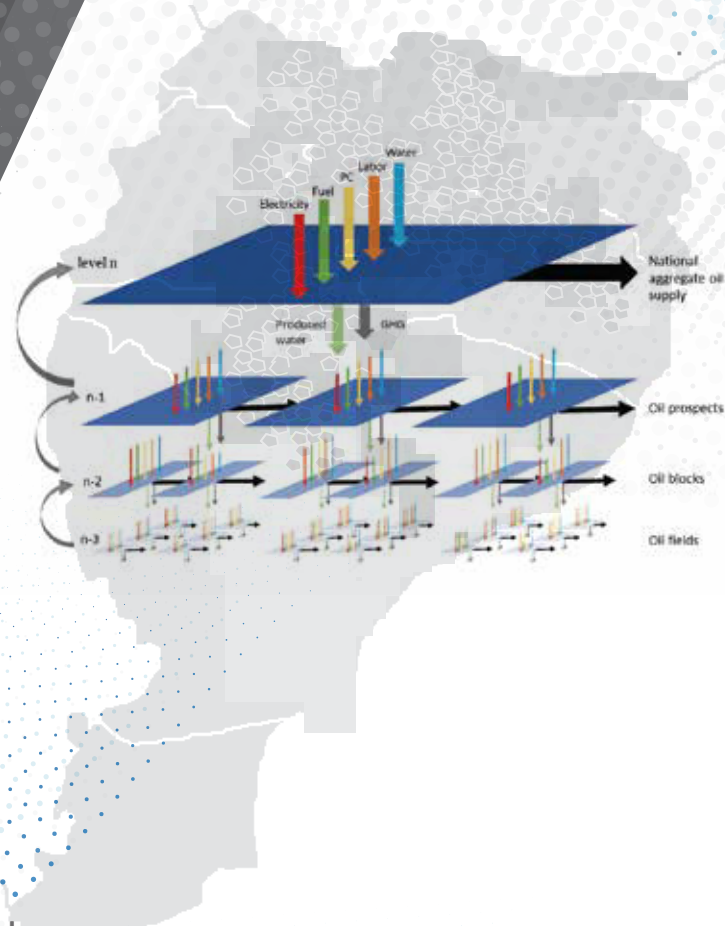 Water
Labor
PC
Fuel
Electricity
level n
National
aggregate oil
supply
Produced
water
GHG
n-1
Oil prospects
n-2
Oil blocks
n-3
Oil fields